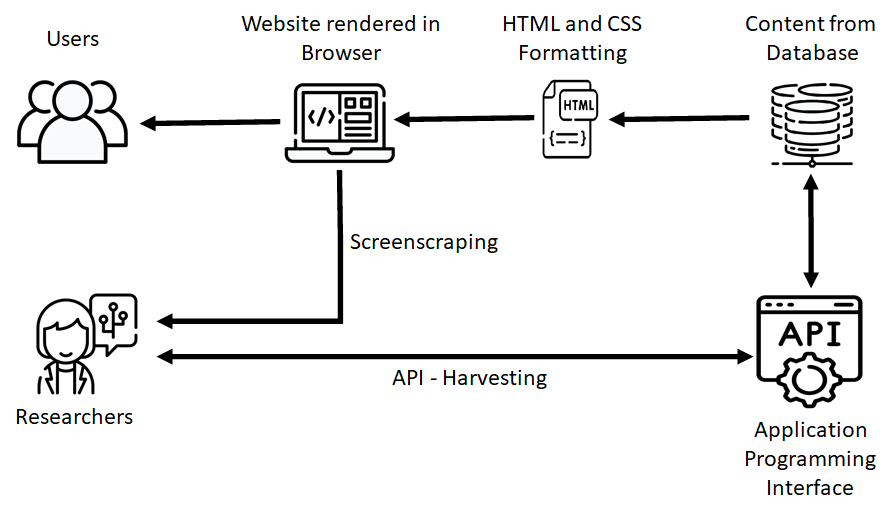 Users
Website rendered in
Browser
HTML and CSS
Formatting
Content from
Database
</>
HTML
{==}
Screenscraping
API
API - Harvesting
Researchers
Application
Programming
Interface